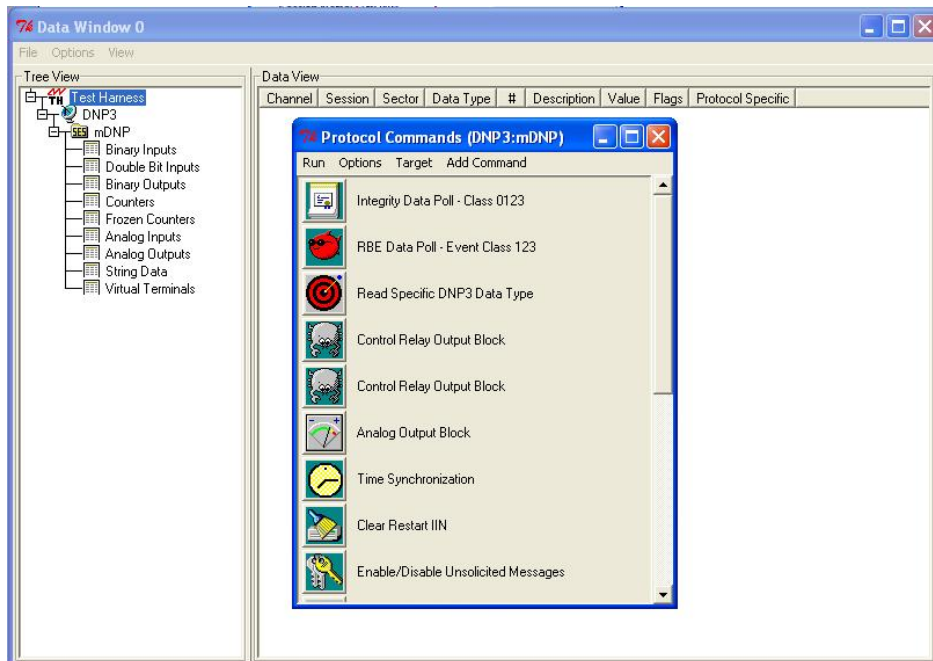 Data Window 0
File Options View
Tree View
Test Harness
DNP3
mDNP
Binary Inputs
Double Bit Inputs
Binary Outputs
Counters
Frozen Counters
Analog Inputs
Analog Outputs
String Data
Virtual Terminals
Data View
Channel Session Sector Data Type # Description Value Flags Protocol Specific
Protocol Commands (DNP3:mDNP)
Run Options Target Add Command
Integrity Data Poll - Class 0123
RBE Data Poll - Event Class 123
Read Specific DNP3 Data Type
Control Relay Output Block
Control Relay Output Block
Analog Output Block
Time Synchronization
Clear Restart IIN
Enable/Disable Unsolicited Messages